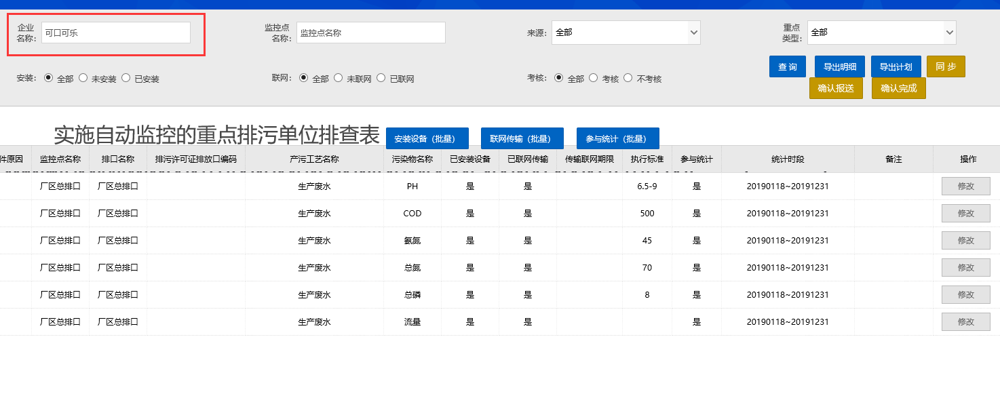 企业名称: 可口可乐 监控点名称: 监控点名称 来源: 全部 重点类型: 全部
查 询 导出明细 导出计划 同 步
安装: 全部 未安装 已安装 联网: 全部 未联网 已联网 考核: 全部 考核 不考核
确认报送 确认完成
实施自动监控的重点排污单位排查表 安装设备（批量） 联网传输（批量） 参与统计（批量）
件原因 监控点名称 排口名称 排污许可证排放口编码 产污工艺名称 污染物名称 已安装设备 已联网传输 传输联网期限 执行标准 参与统计 统计时段 备注 操作
厂区总排口 厂区总排口 生产废水 PH 是 是 6.5-9 是 20190118~20191231 修改
厂区总排口 厂区总排口 生产废水 COD 是 是 500 是 20190118~20191231 修改
厂区总排口 厂区总排口 生产废水 氨氮 是 是 45 是 20190118~20191231 修改
厂区总排口 厂区总排口 生产废水 总氮 是 是 70 是 20190118~20191231 修改
厂区总排口 厂区总排口 生产废水 总磷 是 是 8 是 20190118~20191231 修改
厂区总排口 厂区总排口 生产废水 流量 是 是 是 20190118~20191231 修改